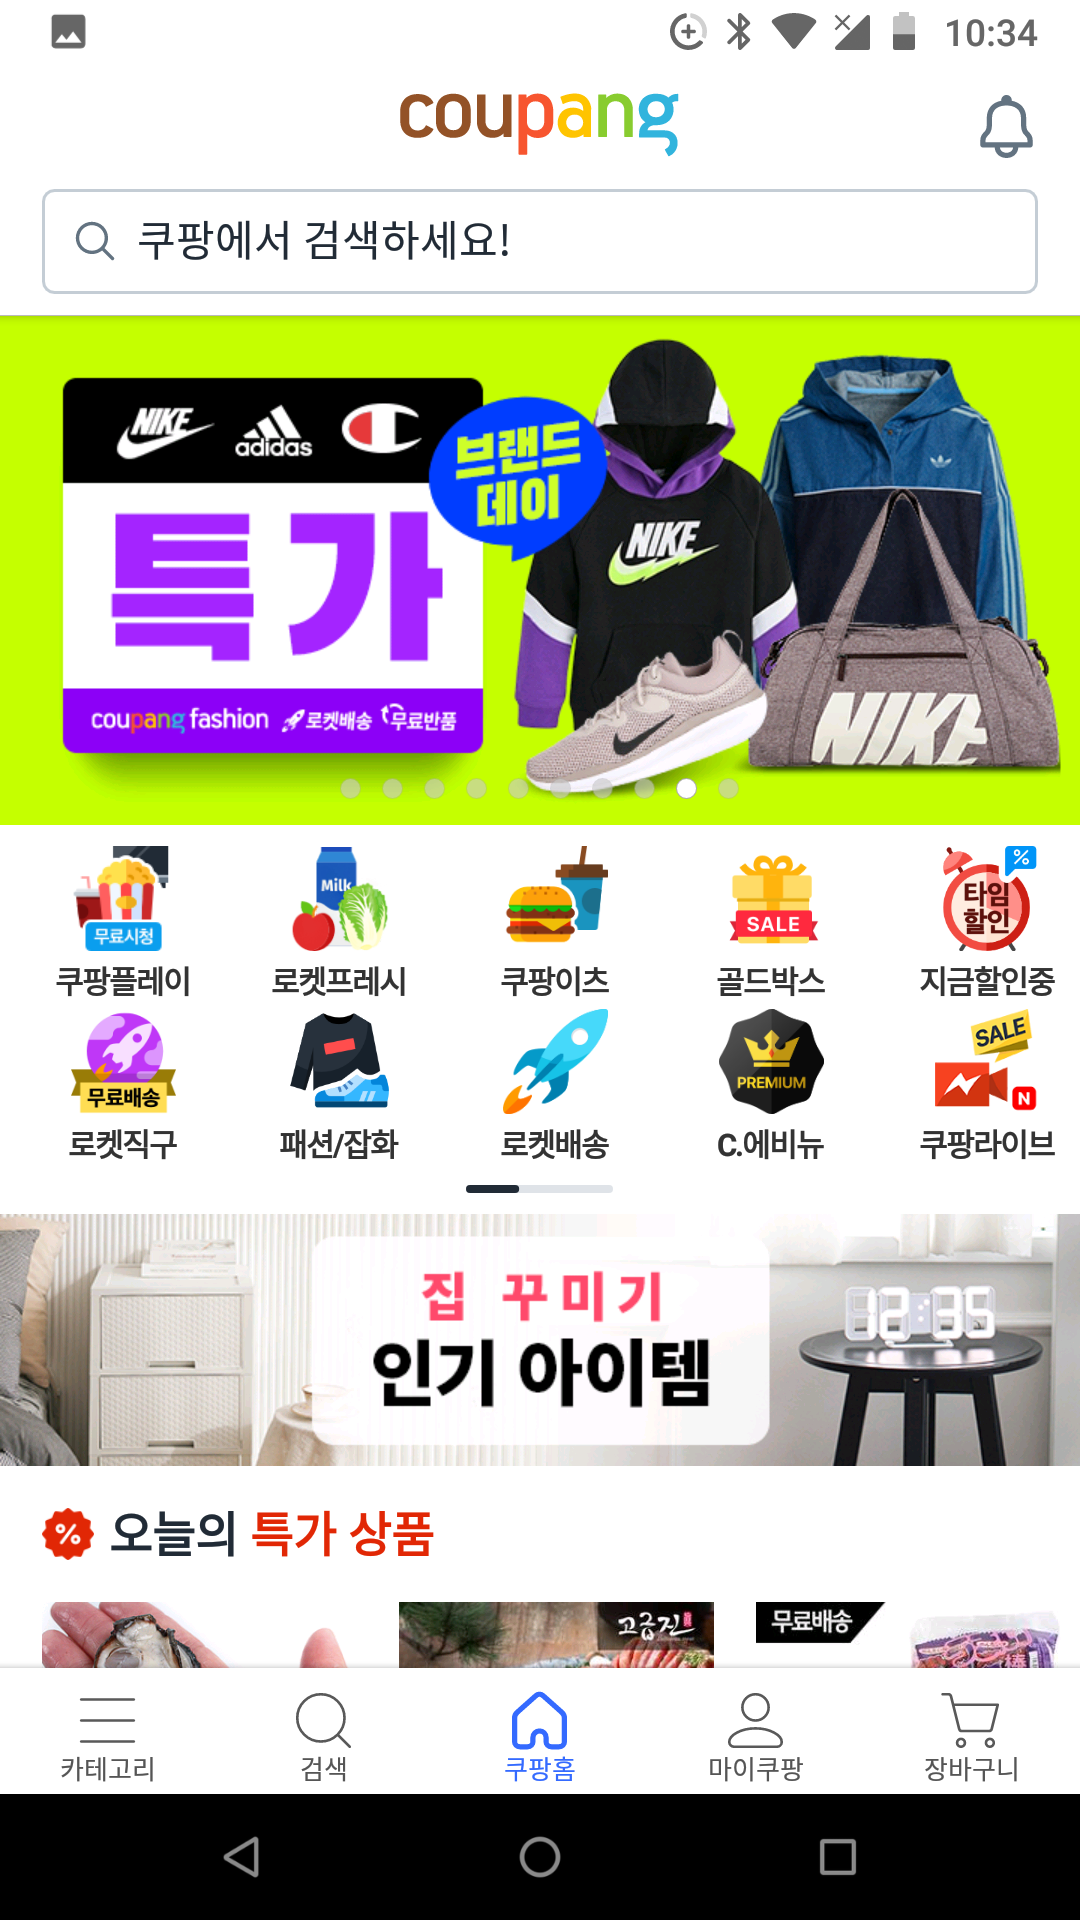 10:34
coupang
쿠팡에서 검색하세요!
NIKE adidas
브랜드
데이
특가
NIKE
NIKE
coupang fashion 로켓배송 무료반품
Milk
무료시청
SALE
%
타임
할인
쿠팡플레이 로켓프레시 쿠팡이츠 골드박스 지금할인중
SALE
PREMIUM
무료배송
N
로켓직구 패션/잡화 로켓배송 C.에비뉴 쿠팡라이브
집 꾸미기
인기 아이템
12:35
% 오늘의 특가 상품
고급진
무료배송
카테고리 검색 쿠팡홈 마이쿠팡 장바구니